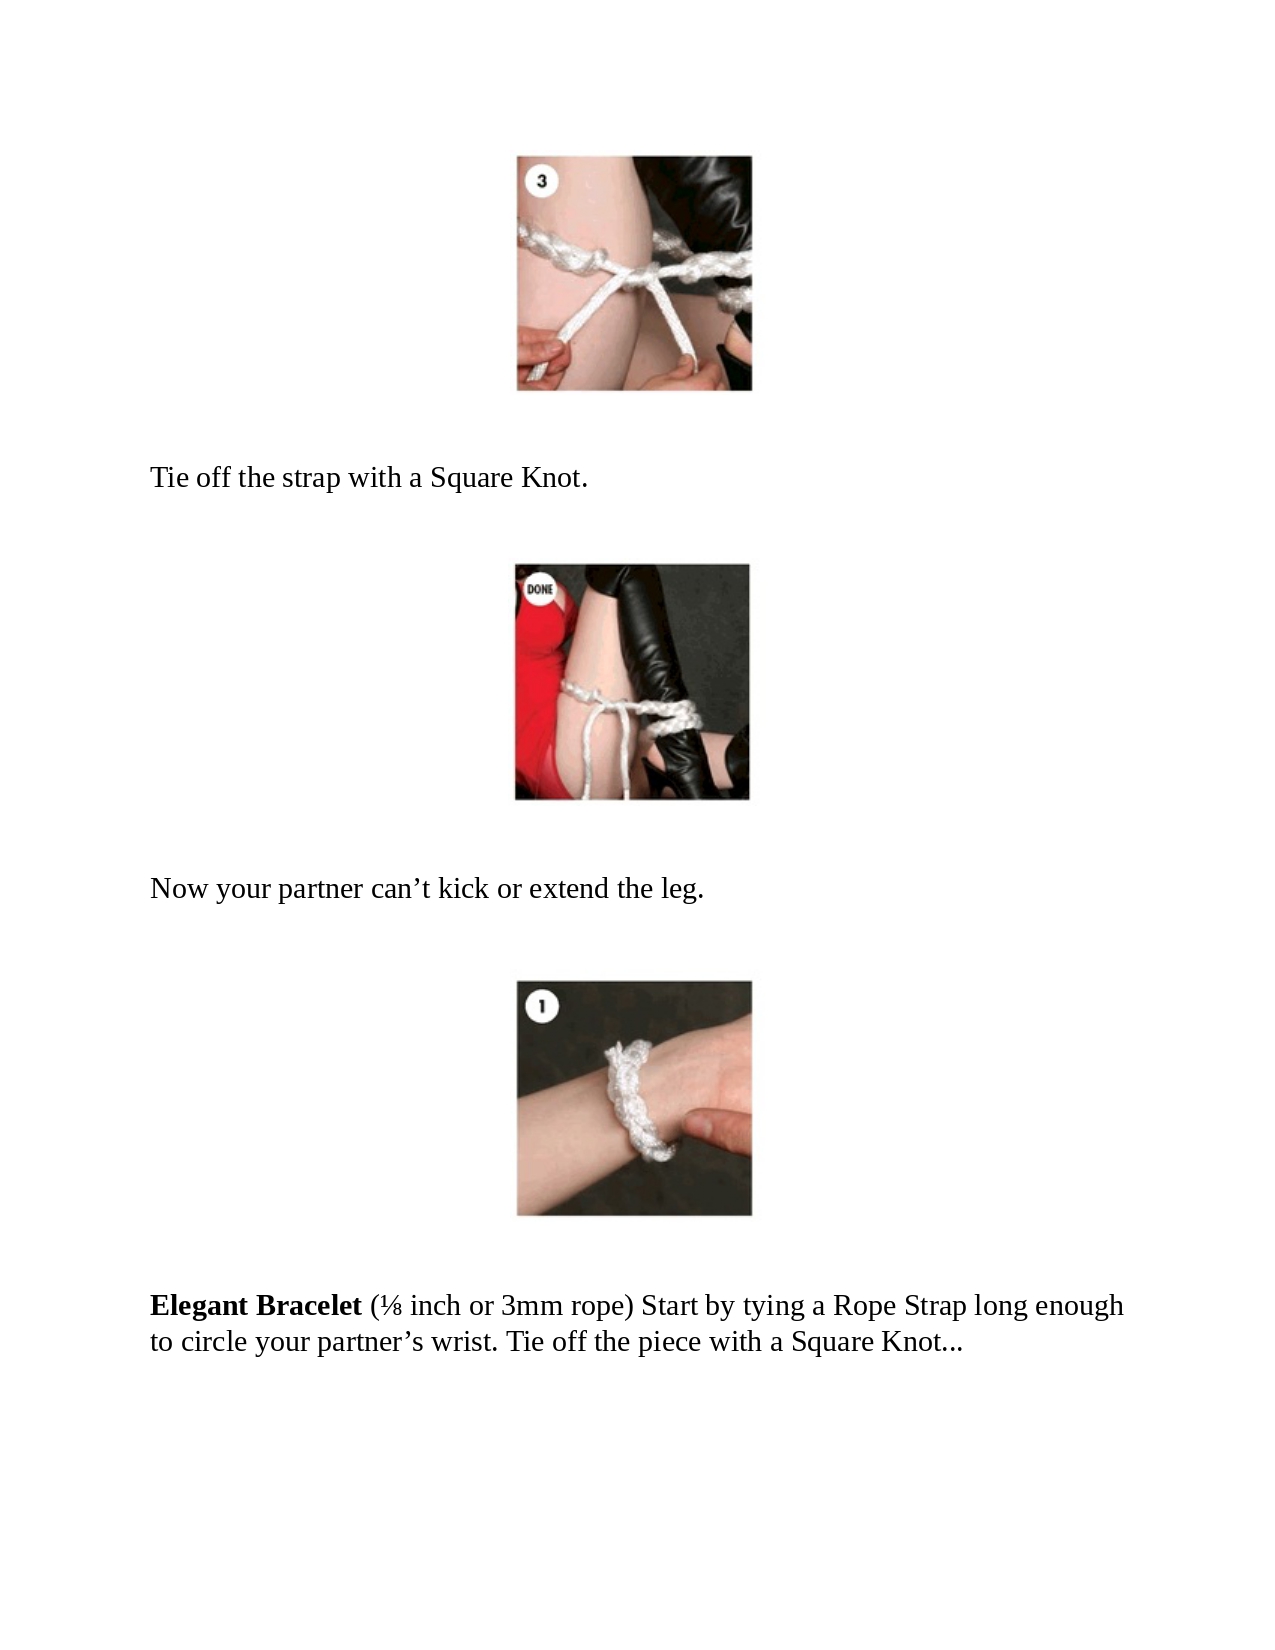 3
Tie off the strap with a Square Knot.
DONE
Now your partner can’t kick or extend the leg.
1
Elegant Bracelet (⅛ inch or 3mm rope) Start by tying a Rope Strap long enough
to circle your partner’s wrist. Tie off the piece with a Square Knot...